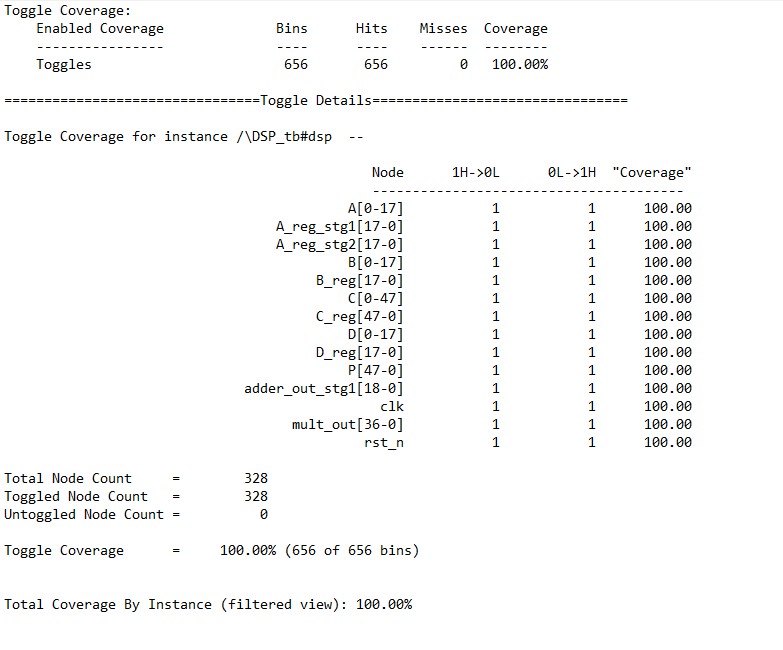 Toggle Coverage:
    Enabled Coverage              Bins      Hits    Misses  Coverage
    ----------------              ----      ----    ------  --------
    Toggles                        656       656         0   100.00%
================================Toggle Details================================
Toggle Coverage for instance /\DSP_tb#dsp  --
                                              Node      1H->0L      0L->1H  "Coverage"
                                              ---------------------------------------
                                           A[0-17]           1           1      100.00
                                  A_reg_stg1[17-0]           1           1      100.00
                                  A_reg_stg2[17-0]           1           1      100.00
                                           B[0-17]           1           1      100.00
                                       B_reg[17-0]           1           1      100.00
                                           C[0-47]           1           1      100.00
                                       C_reg[47-0]           1           1      100.00
                                           D[0-17]           1           1      100.00
                                       D_reg[17-0]           1           1      100.00
                                           P[47-0]           1           1      100.00
                              adder_out_stg1[18-0]           1           1      100.00
                                               clk           1           1      100.00
                                    mult_out[36-0]           1           1      100.00
                                             rst_n           1           1      100.00
Total Node Count     =        328
Toggled Node Count   =        328
Untoggled Node Count =          0
Toggle Coverage      =     100.00% (656 of 656 bins)
Total Coverage By Instance (filtered view): 100.00%